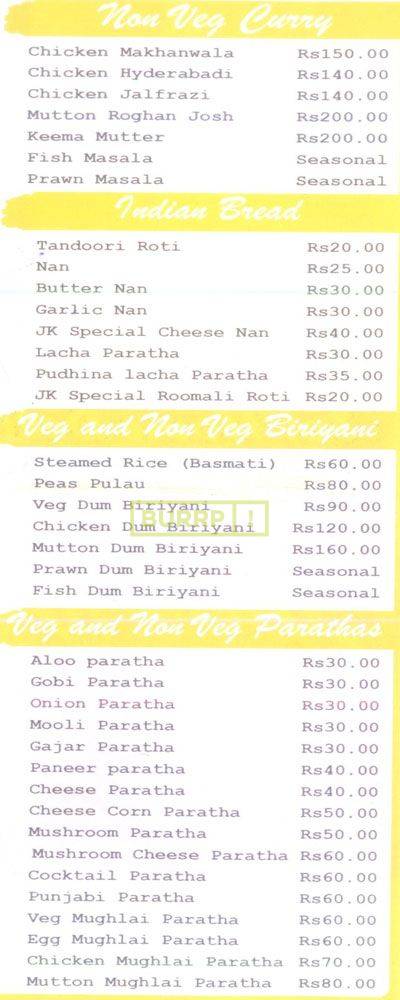 Non Veg Curry
Chicken Makhanwala Rs150.00
Chicken Hyderabadi Rs140.00
Chicken Jalfrazi Rs140.00
Mutton Roghan Josh Rs200.00
Keema Mutter Rs200.00
Fish Masala Seasonal
Prawn Masala Seasonal
Indian Bread
Tandoori Roti Rs20.00
Nan Rs25.00
Butter Nan Rs30.00
Garlic Nan Rs30.00
JK Special Cheese Nan Rs40.00
Lacha Paratha Rs30.00
Pudhina lacha Paratha Rs35.00
JK Special Roomali Roti Rs20.00
Veg and Non Veg Biriyani
Steamed Rice (Basmati) Rs60.00
Peas Pulau Rs80.00
Veg Dum Biriyani Rs90.00
BURRP!
Chicken Dum Biriyani Rs120.00
Mutton Dum Biriyani Rs160.00
Prawn Dum Biriyani Seasonal
Fish Dum Biriyani Seasonal
Veg and Non Veg Parathas
Aloo paratha Rs30.00
Gobi Paratha Rs30.00
Onion Paratha Rs30.00
Mooli Paratha Rs30.00
Gajar Paratha Rs30.00
Paneer paratha Rs40.00
Cheese Paratha Rs40.00
Cheese Corn Paratha Rs50.00
Mushroom Paratha Rs50.00
Mushroom Cheese Paratha Rs60.00
Cocktail Paratha Rs60.00
Punjabi Paratha Rs60.00
Veg Mughlai Paratha Rs60.00
Egg Mughlai Paratha Rs60.00
Chicken Mughlai Paratha Rs70.00
Mutton Mughlai Paratha Rs80.00